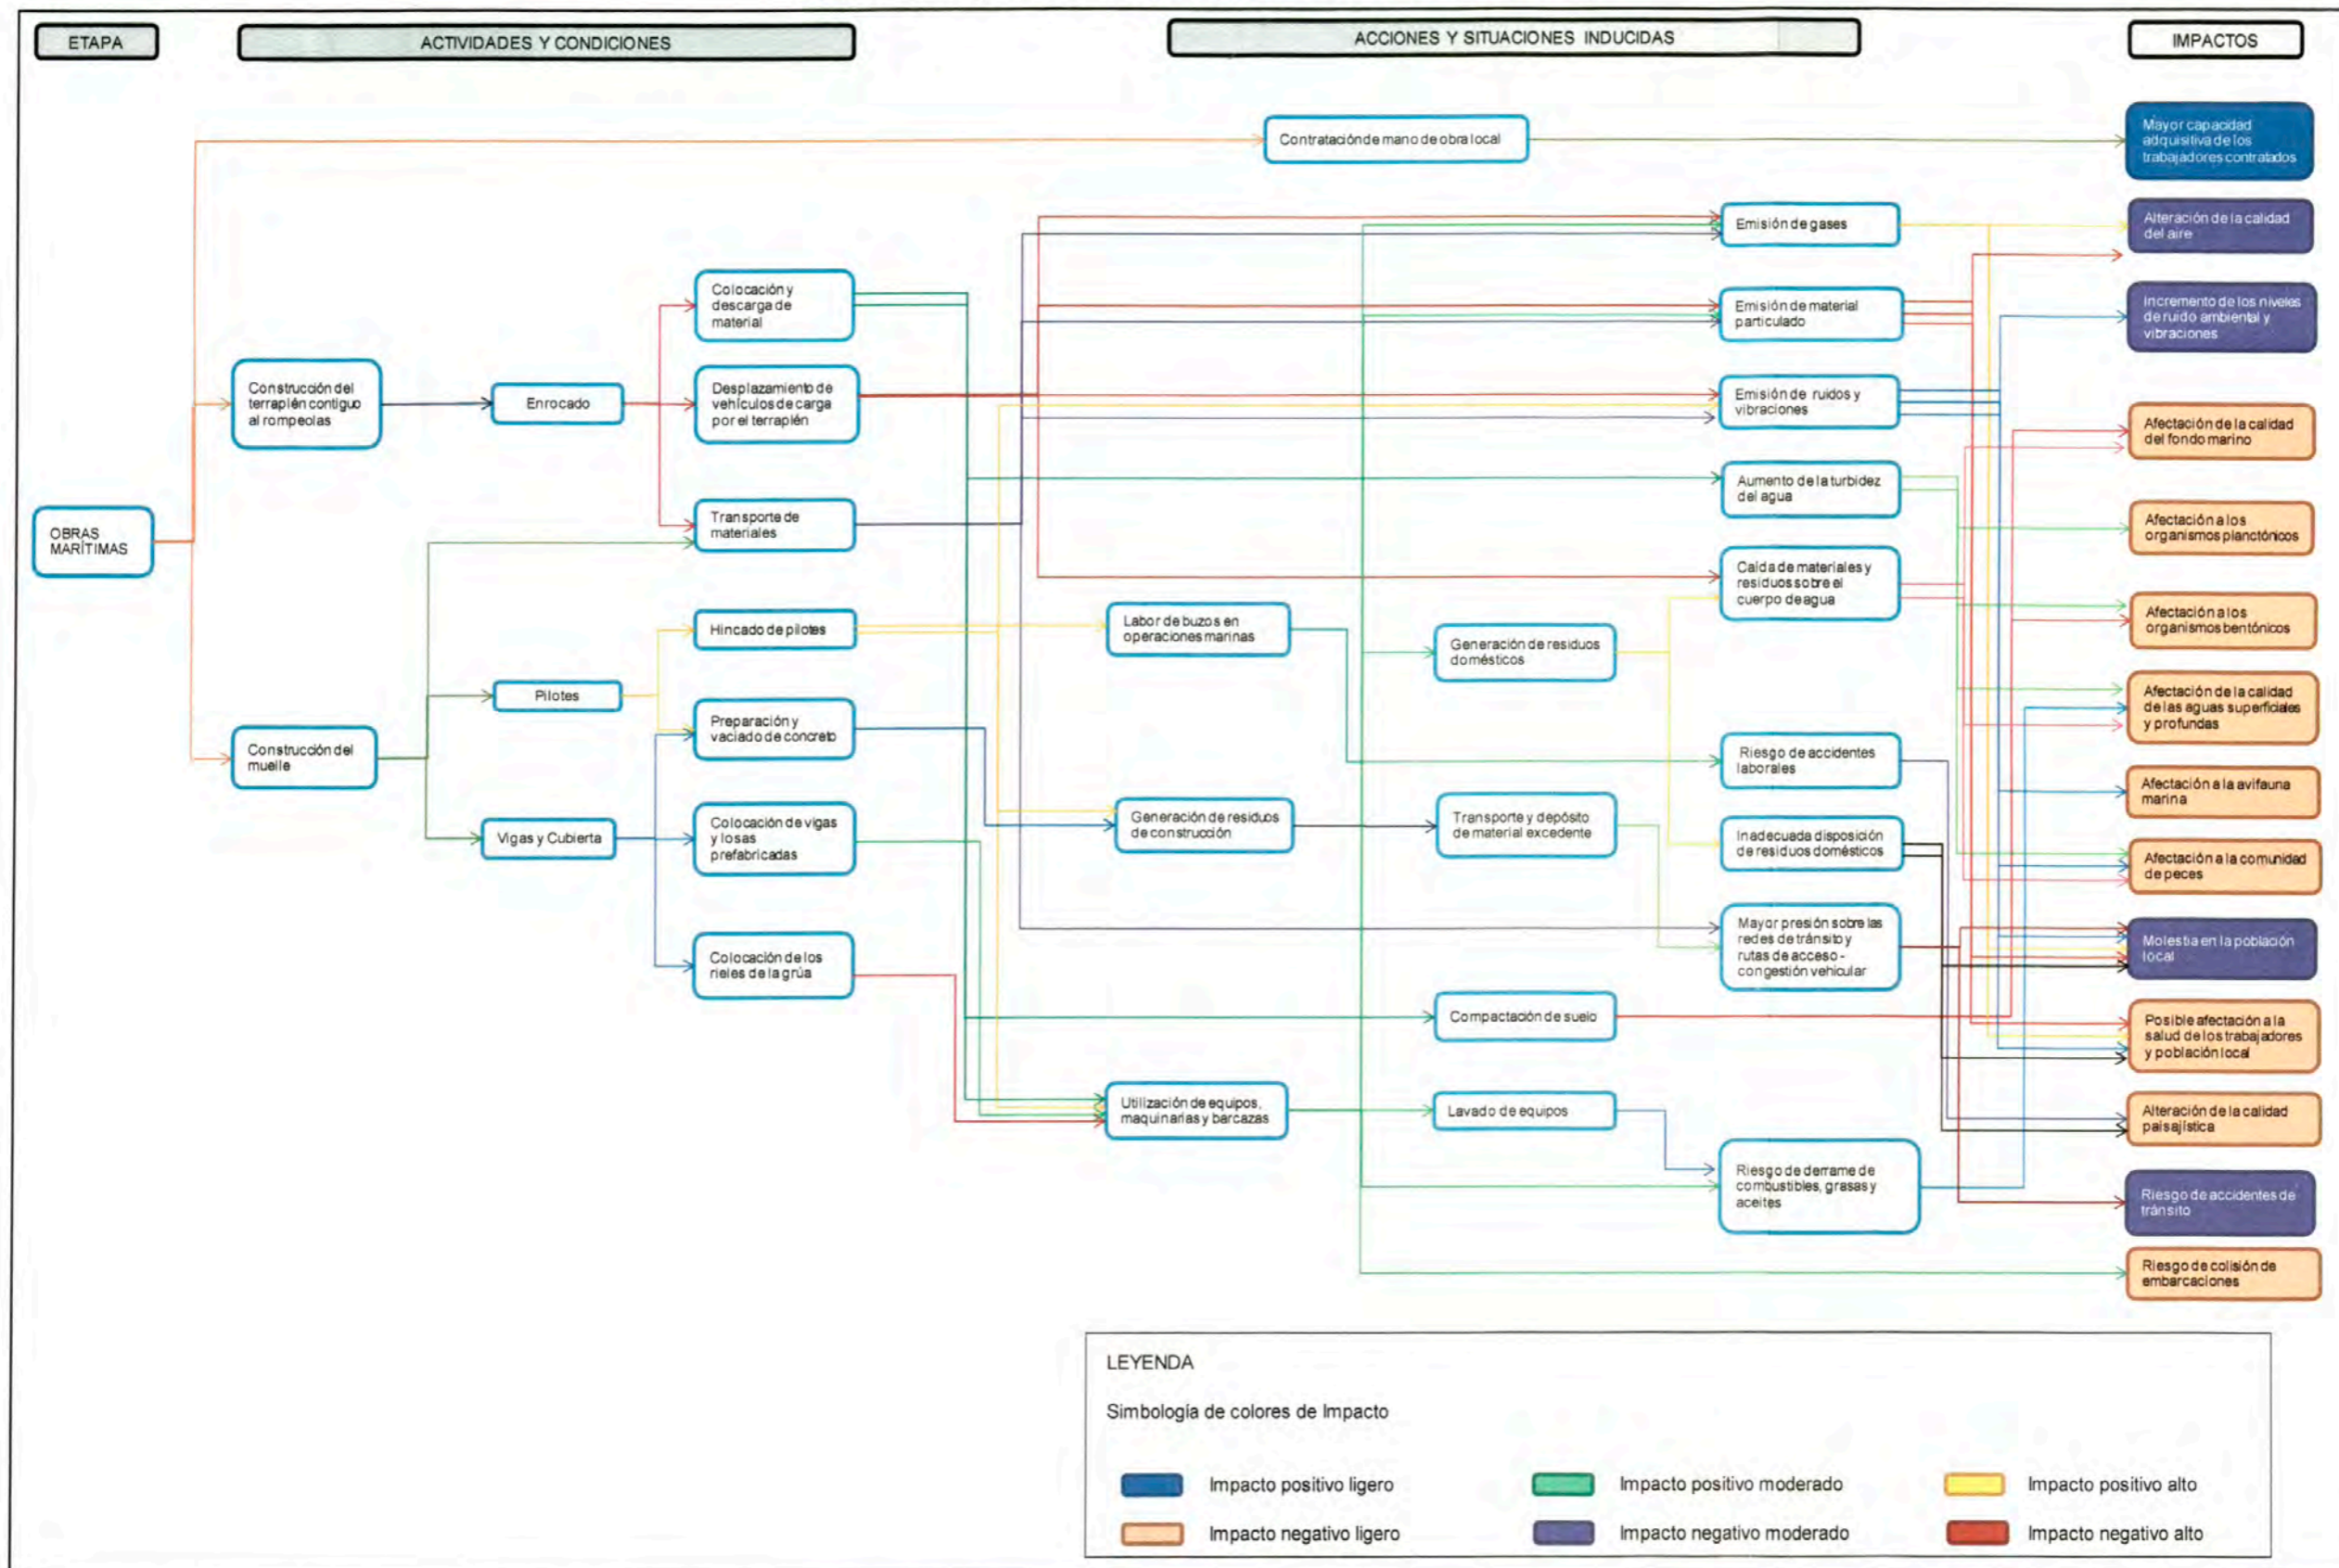 ETAPA
ACTIVIDADES Y CONDICIONES
ACCIONES Y SITUACIONES INDUCIDAS
IMPACTOS
OBRAS
MARÍTIMAS
Construcción del
terraplén contiguo
al rompeolas
Construcción del
muelle
Enrocado
Pilotes
Vigas y Cubierta
Colocación y
descarga de
material
Desplazamiento de
vehículos de carga
por el terraplén
Transporte de
materiales
Hincado de pilotes
Preparación y
vaciado de concreto
Colocación de vigas
y losas
prefabricadas
Colocación de los
rieles de la grúa
Contratación de mano de obra local
Labor de buzos en
operaciones marinas
Generación de residuos
de construcción
Utilización de equipos,
maquinarias y barcazas
Generación de residuos
domésticos
Transporte y depósito
de material excedente
Compactación de suelo
Lavado de equipos
Emisión de gases
Emisión de material
particulado
Emisión de ruidos y
vibraciones
Aumento de la turbidez
del agua
Caída de materiales y
residuos sobre el
cuerpo de agua
Riesgo de accidentes
laborales
Inadecuada disposición
de residuos domésticos
Mayor presión sobre las
redes de tránsito y
rutas de acceso -
congestión vehicular
Riesgo de derrame de
combustibles, grasas y
aceites
Mayor capacidad
adquisitiva de los
trabajadores contratados
Alteración de la calidad
del aire
Incremento de los niveles
de ruido ambiental y
vibraciones
Afectación de la calidad
del fondo marino
Afectación a los
organismos planctónicos
Afectación a los
organismos bentónicos
Afectación de la calidad
de las aguas superficiales
y profundas
Afectación a la avifauna
marina
Afectación a la comunidad
de peces
Molestia en la población
local
Posible afectación a la
salud de los trabajadores
y población local
Alteración de la calidad
paisajística
Riesgo de accidentes de
tránsito
Riesgo de colisión de
embarcaciones
LEYENDA
Simbología de colores de Impacto
Impacto positivo ligero
Impacto positivo moderado
Impacto positivo alto
Impacto negativo ligero
Impacto negativo moderado
Impacto negativo alto